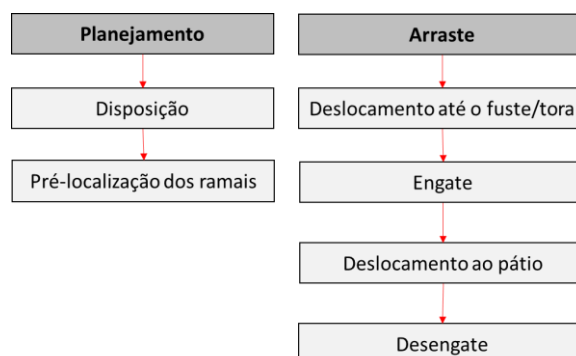 Planejamento
Disposição
Pré-localização dos ramais
Arraste
Deslocamento até o fuste/tora
Engate
Deslocamento ao pátio
Desengate